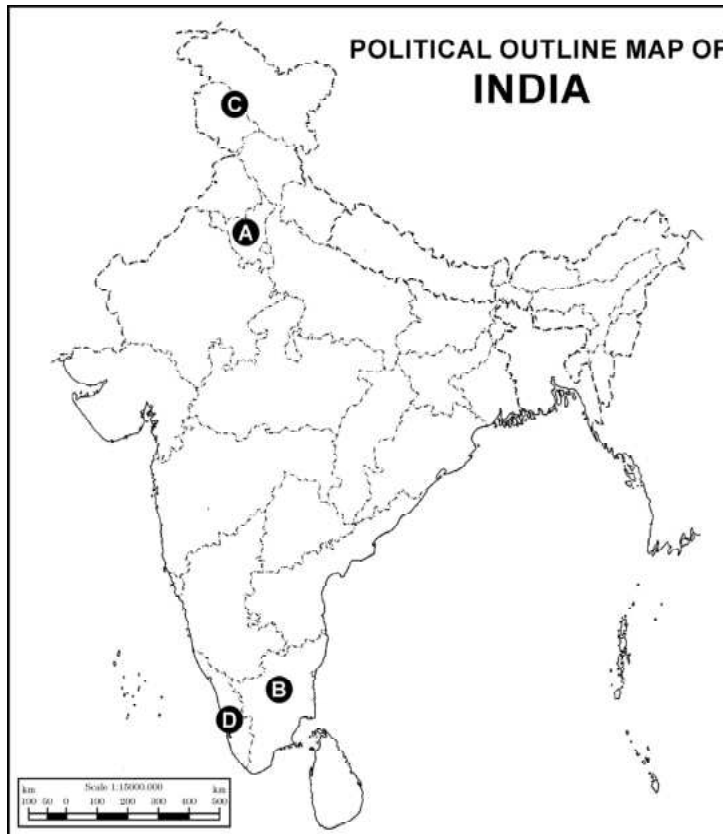 POLITICAL OUTLINE MAP OF
INDIA
C
A
B
D
Scale 1:15000.000
km km
100 50 0 100 200 300 400 500